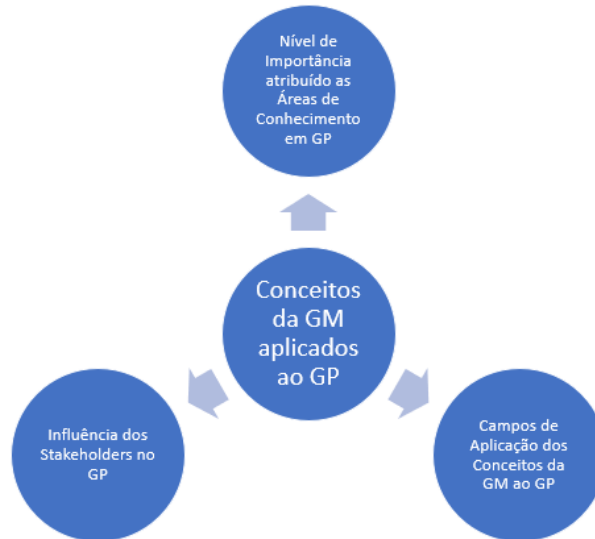 Nível de
Importância
atribuído as
Áreas de
Conhecimento
em GP
Conceitos
da GM
aplicados
ao GP
Influência dos
Stakeholders no
GP
Campos de
Aplicação dos
Conceitos da
GM ao GP